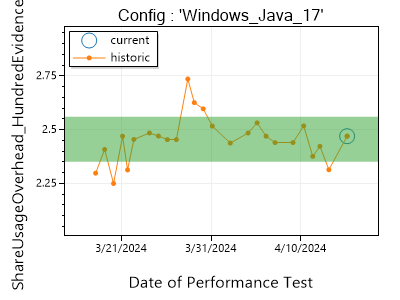 Config : 'Windows_Java_17'
current
historic
ShareUsageOverhead_HundredEvidence
2.75
2.5
2.25
3/21/2024
3/31/2024
4/10/2024
Date of Performance Test